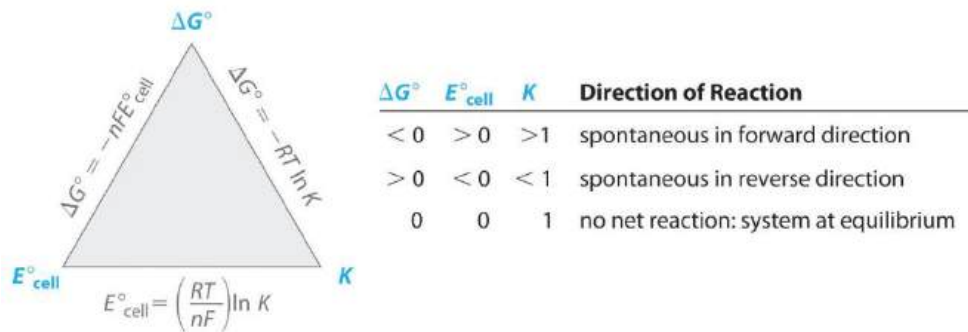 ΔG°
ΔG° = −nFE°cell
ΔG° = −RT ln K
E°cell
K
E°cell = (RT/nF) ln K
ΔG° E°cell K Direction of Reaction
< 0 > 0 >1 spontaneous in forward direction
> 0 < 0 < 1 spontaneous in reverse direction
0 0 1 no net reaction: system at equilibrium